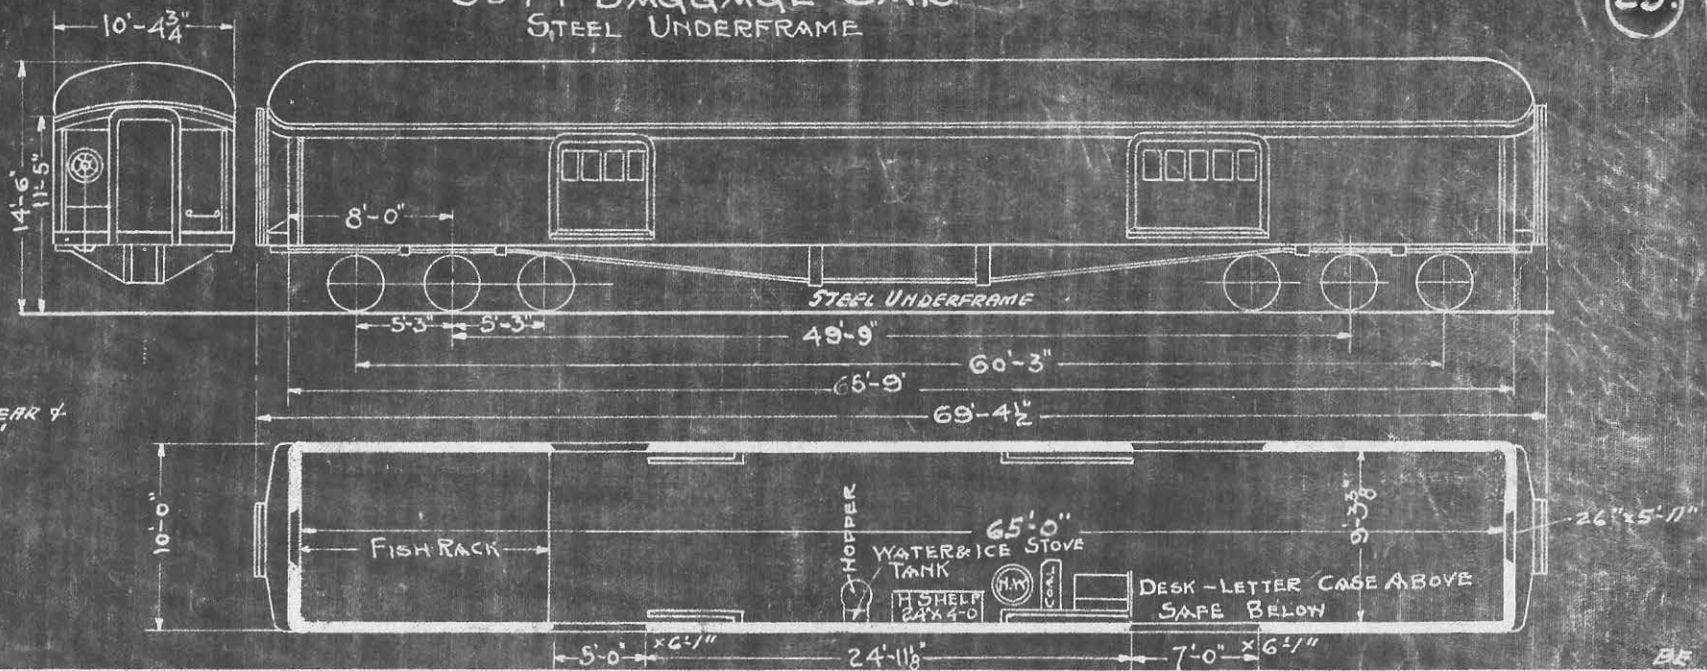 BAGGAGE CAR
STEEL UNDERFRAME
10'-4¾"
14'-6"
11'-5"
8'-0"
STEEL UNDERFRAME
5'-3" 5'-3"
49'-9"
60'-3"
65'-9"
69'-4½"
10'-0"
FISH RACK
HOPPER
65'-0"
WATER & ICE
TANK
STOVE
H.W
COAL
H SHELF
24"x4-0
DESK-LETTER CASE ABOVE
SAFE BELOW
9'-3⅜"
26"x5'-11"
5'-0" x6'-1"
24'-11⅛"
7'-0" x6'-1"